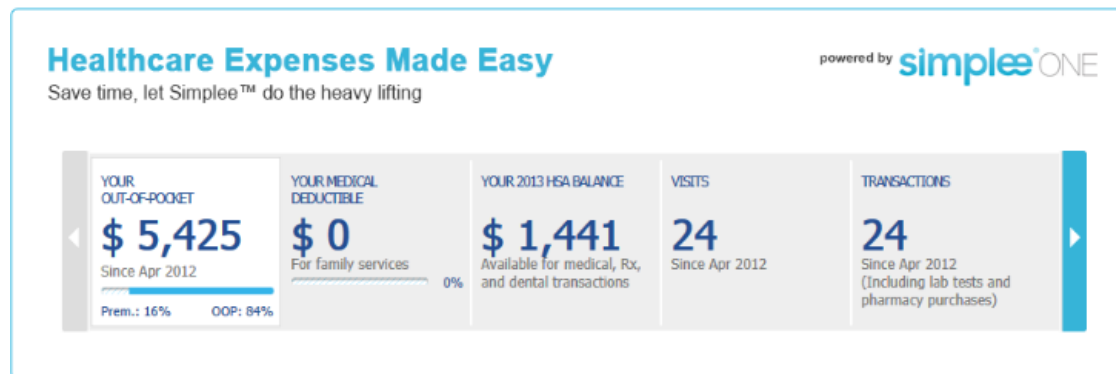 Healthcare Expenses Made Easy
Save time, let Simplee™ do the heavy lifting
powered by simplee® ONE
YOUR
OUT-OF-POCKET
$ 5,425
Since Apr 2012
Prem.: 16% OOP: 84%
YOUR MEDICAL
DEDUCTIBLE
$ 0
For family services
0%
YOUR 2013 HSA BALANCE
$ 1,441
Available for medical, Rx,
and dental transactions
VISITS
24
Since Apr 2012
TRANSACTIONS
24
Since Apr 2012
(Including lab tests and
pharmacy purchases)